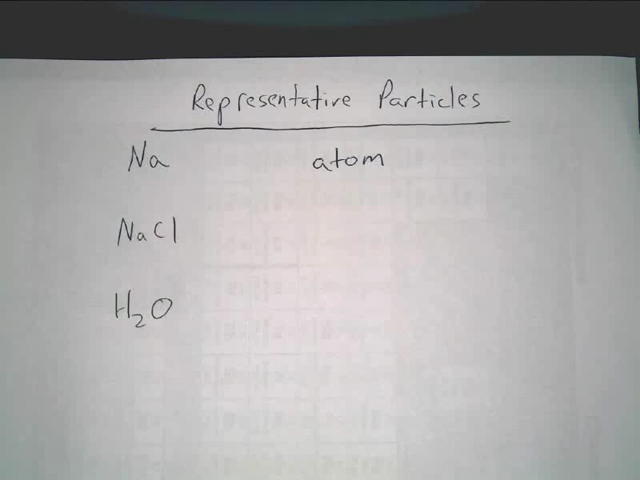 Representative Particles
Na atom
NaCl
H₂O